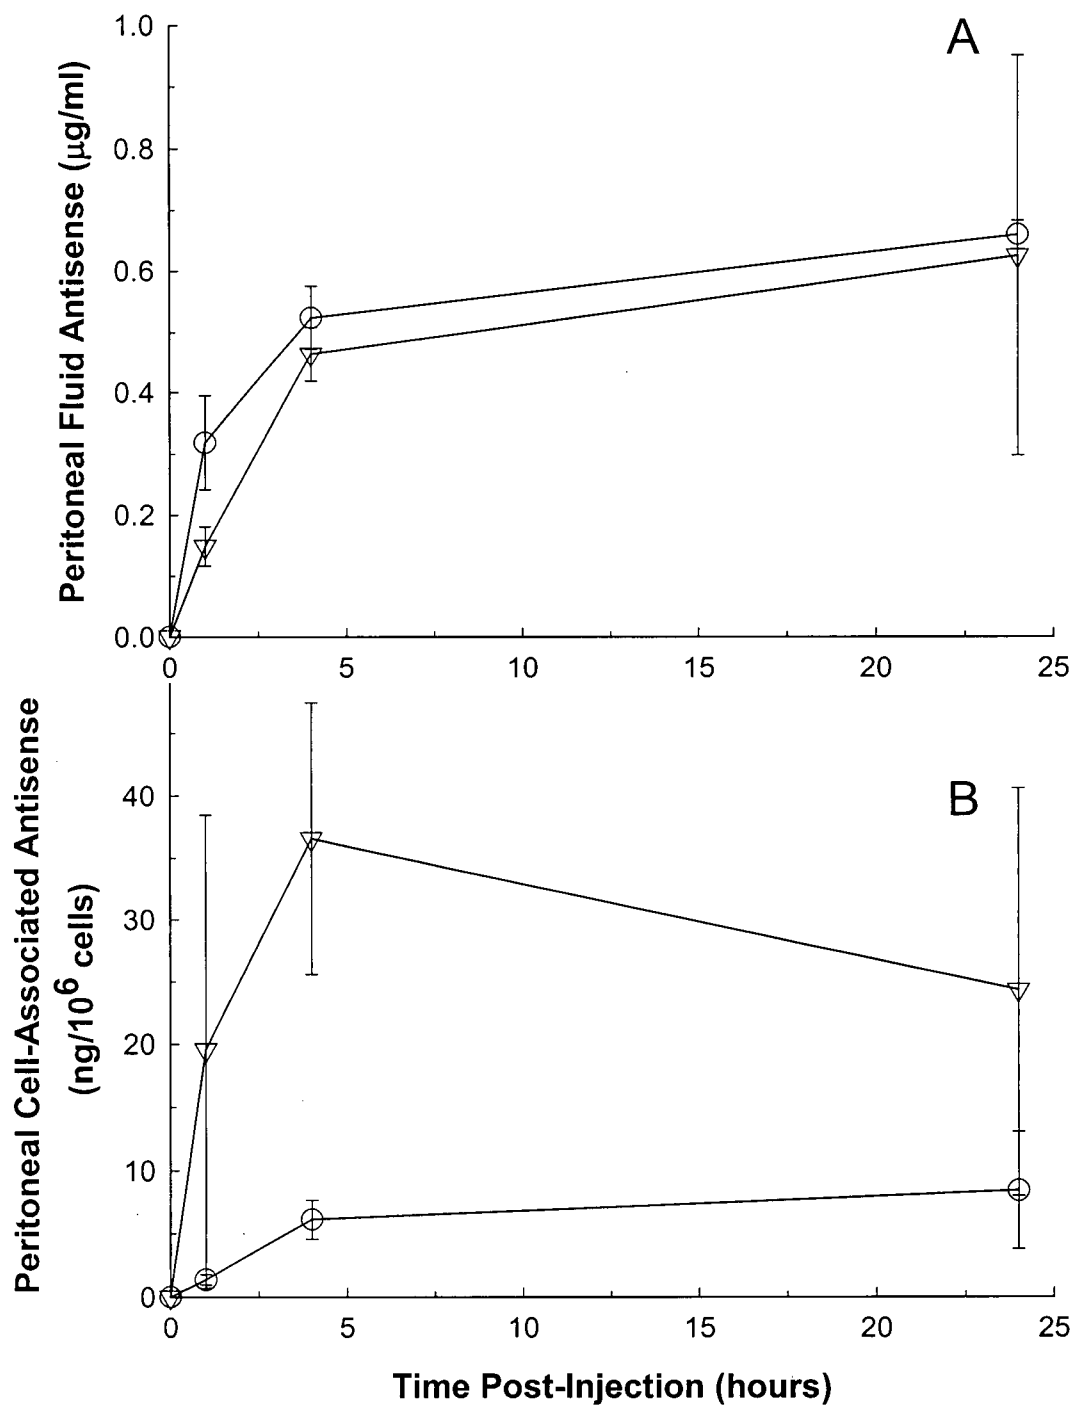 A
Peritoneal Fluid Antisense (µg/ml)
1.0
0.8
0.6
0.4
0.2
0.0
0 5 10 15 20 25
B
Peritoneal Cell-Associated Antisense
(ng/10⁶ cells)
40
30
20
10
0
0 5 10 15 20 25
Time Post-Injection (hours)